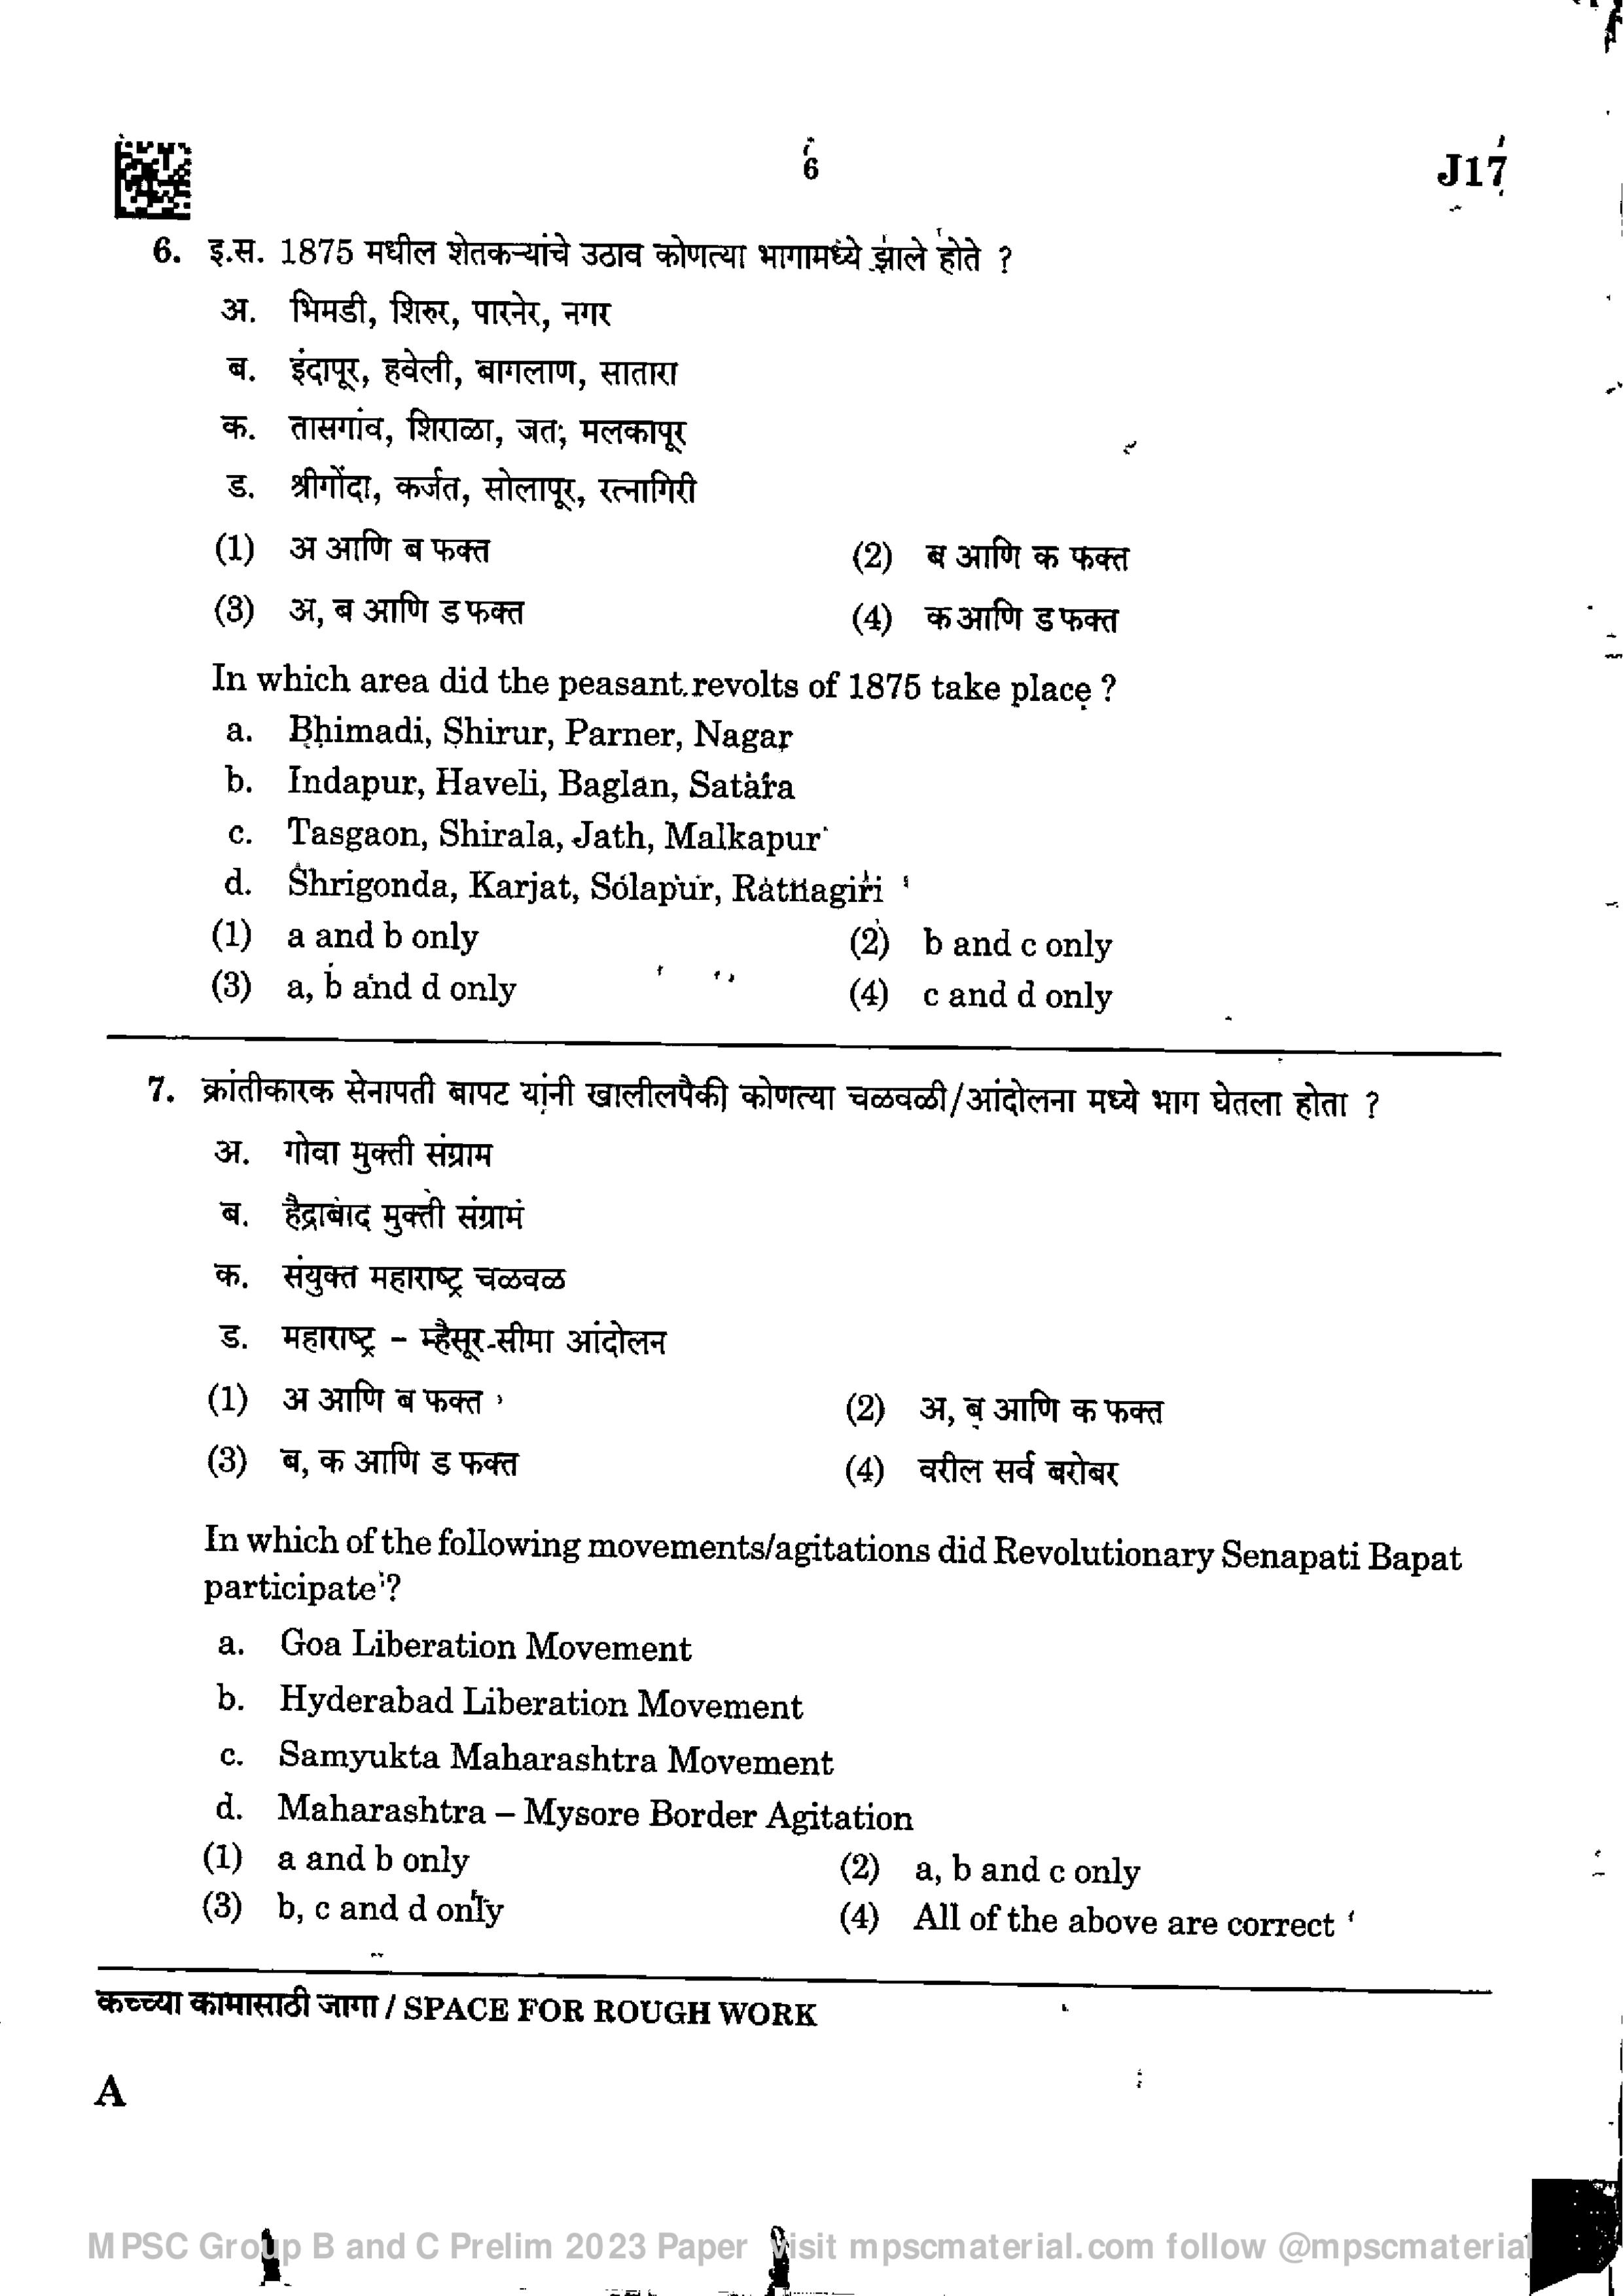 6
J17
6. इ.स. 1875 मधील शेतकऱ्यांचे उठाव कोणत्या भागामध्ये झाले होते ?
अ. भिमडी, शिरुर, पारनेर, नगर
ब. इंदापूर, हवेली, बागलाण, सातारा
क. तासगांव, शिराळा, जत, मलकापूर
ड. श्रीगोंदा, कर्जत, सोलापूर, रत्नागिरी
(1) अ आणि ब फक्त (2) ब आणि क फक्त
(3) अ, ब आणि ड फक्त (4) क आणि ड फक्त
In which area did the peasant revolts of 1875 take place ?
a. Bhimadi, Shirur, Parner, Nagar
b. Indapur, Haveli, Baglan, Satara
c. Tasgaon, Shirala, Jath, Malkapur
d. Shrigonda, Karjat, Solapur, Ratnagiri
(1) a and b only (2) b and c only
(3) a, b and d only (4) c and d only
7. क्रांतीकारक सेनापती बापट यांनी खालीलपैकी कोणत्या चळवळी/आंदोलना मध्ये भाग घेतला होता ?
अ. गोवा मुक्ती संग्राम
ब. हैद्राबाद मुक्ती संग्राम
क. संयुक्त महाराष्ट्र चळवळ
ड. महाराष्ट्र – म्हैसूर सीमा आंदोलन
(1) अ आणि ब फक्त (2) अ, ब आणि क फक्त
(3) ब, क आणि ड फक्त (4) वरील सर्व बरोबर
In which of the following movements/agitations did Revolutionary Senapati Bapat
participate ?
a. Goa Liberation Movement
b. Hyderabad Liberation Movement
c. Samyukta Maharashtra Movement
d. Maharashtra – Mysore Border Agitation
(1) a and b only (2) a, b and c only
(3) b, c and d only (4) All of the above are correct
कच्च्या कामासाठी जागा / SPACE FOR ROUGH WORK
A
MPSC Group B and C Prelim 2023 Paper Visit mpscmaterial.com follow @mpscmaterial